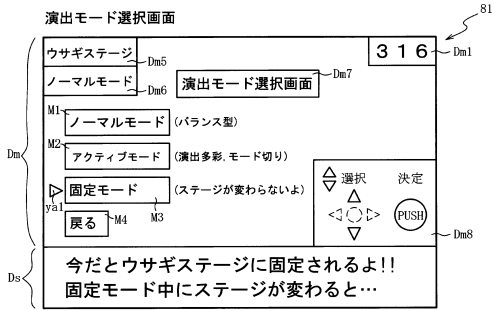 演出モード選択画面
81
ウサギステージ
Dm5
316
Dm1
ノーマルモード
Dm6
演出モード選択画面
Dm7
M1
ノーマルモード
(バランス型)
M2
アクティブモード
(演出多彩,モード切り)
Dm
ya1
固定モード
M3
(ステージが変わらないよ)
戻る
M4
選択
決定
PUSH
Dm8
Ds
今だとウサギステージに固定されるよ!!
固定モード中にステージが変わると…